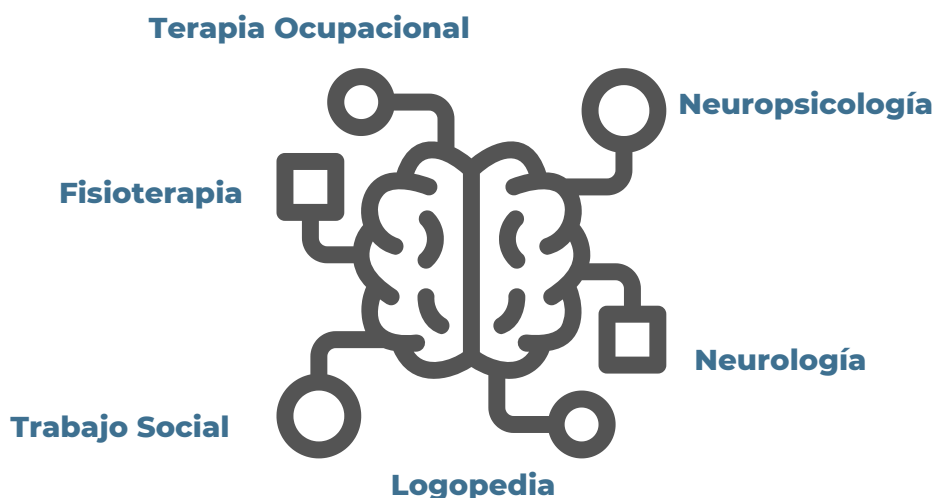 Terapia Ocupacional
Neuropsicología
Fisioterapia
Neurología
Trabajo Social
Logopedia